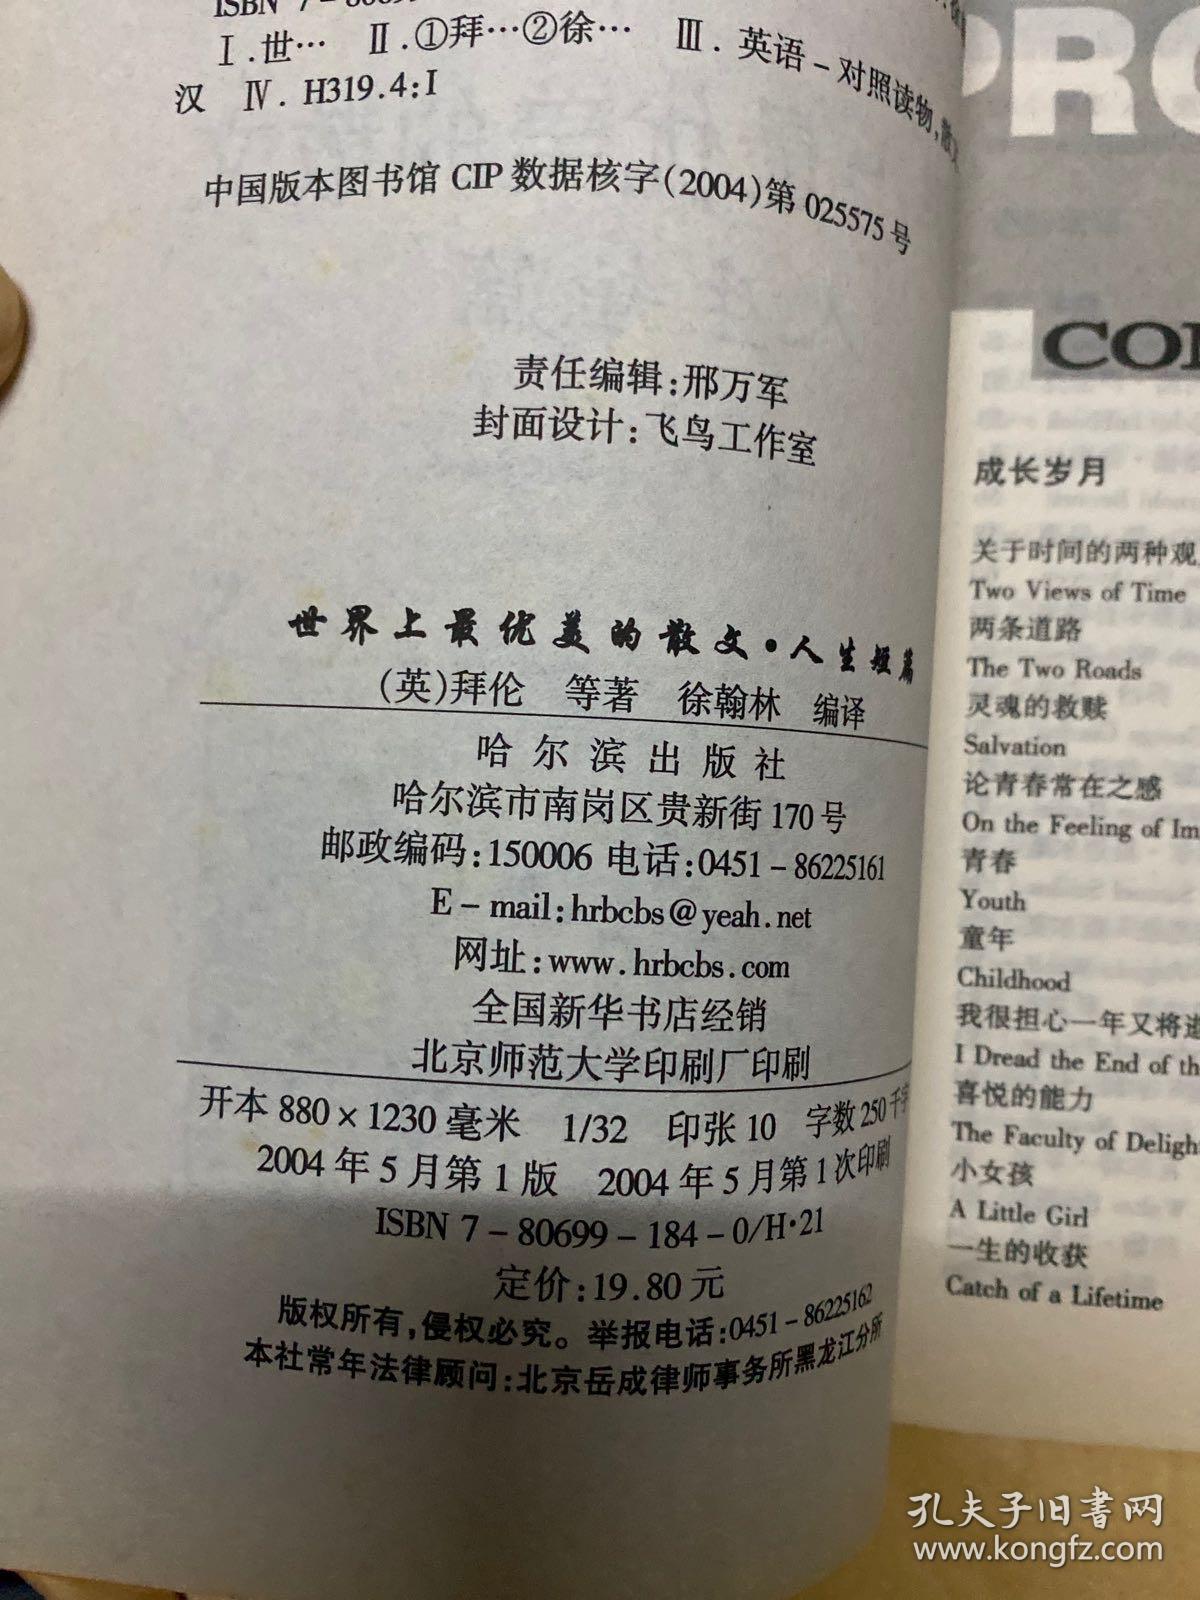 ISBN 7-
Ⅰ.世… Ⅱ.①拜…②徐… Ⅲ. 英语－对照读物,散文
汉 Ⅳ. H319.4:I
中国版本图书馆 CIP 数据核字(2004)第 025575 号
责任编辑:邢万军
封面设计:飞鸟工作室
世界上最优美的散文·人生短篇
(英)拜伦 等著 徐翰林 编译
哈尔滨出版社
哈尔滨市南岗区贵新街 170 号
邮政编码:150006 电话:0451－86225161
E－mail:hrbcbs@yeah.net
网址:www.hrbcbs.com
全国新华书店经销
北京师范大学印刷厂印刷
开本 880×1230 毫米 1/32 印张 10 字数 250 千字
2004 年 5 月第 1 版 2004 年 5 月第 1 次印刷
ISBN 7－80699－184－0/H·21
定价:19.80 元
版权所有,侵权必究。举报电话:0451－86225162
本社常年法律顾问:北京岳成律师事务所黑龙江分所
PRO
CON
成长岁月
关于时间的两种观
Two Views of Time
两条道路
The Two Roads
灵魂的救赎
Salvation
论青春常在之感
On the Feeling of Im
青春
Youth
童年
Childhood
我很担心一年又将逝
I Dread the End of th
喜悦的能力
The Faculty of Deligh
小女孩
A Little Girl
一生的收获
Catch of a Lifetime
孔夫子旧书网
www.kongfz.com